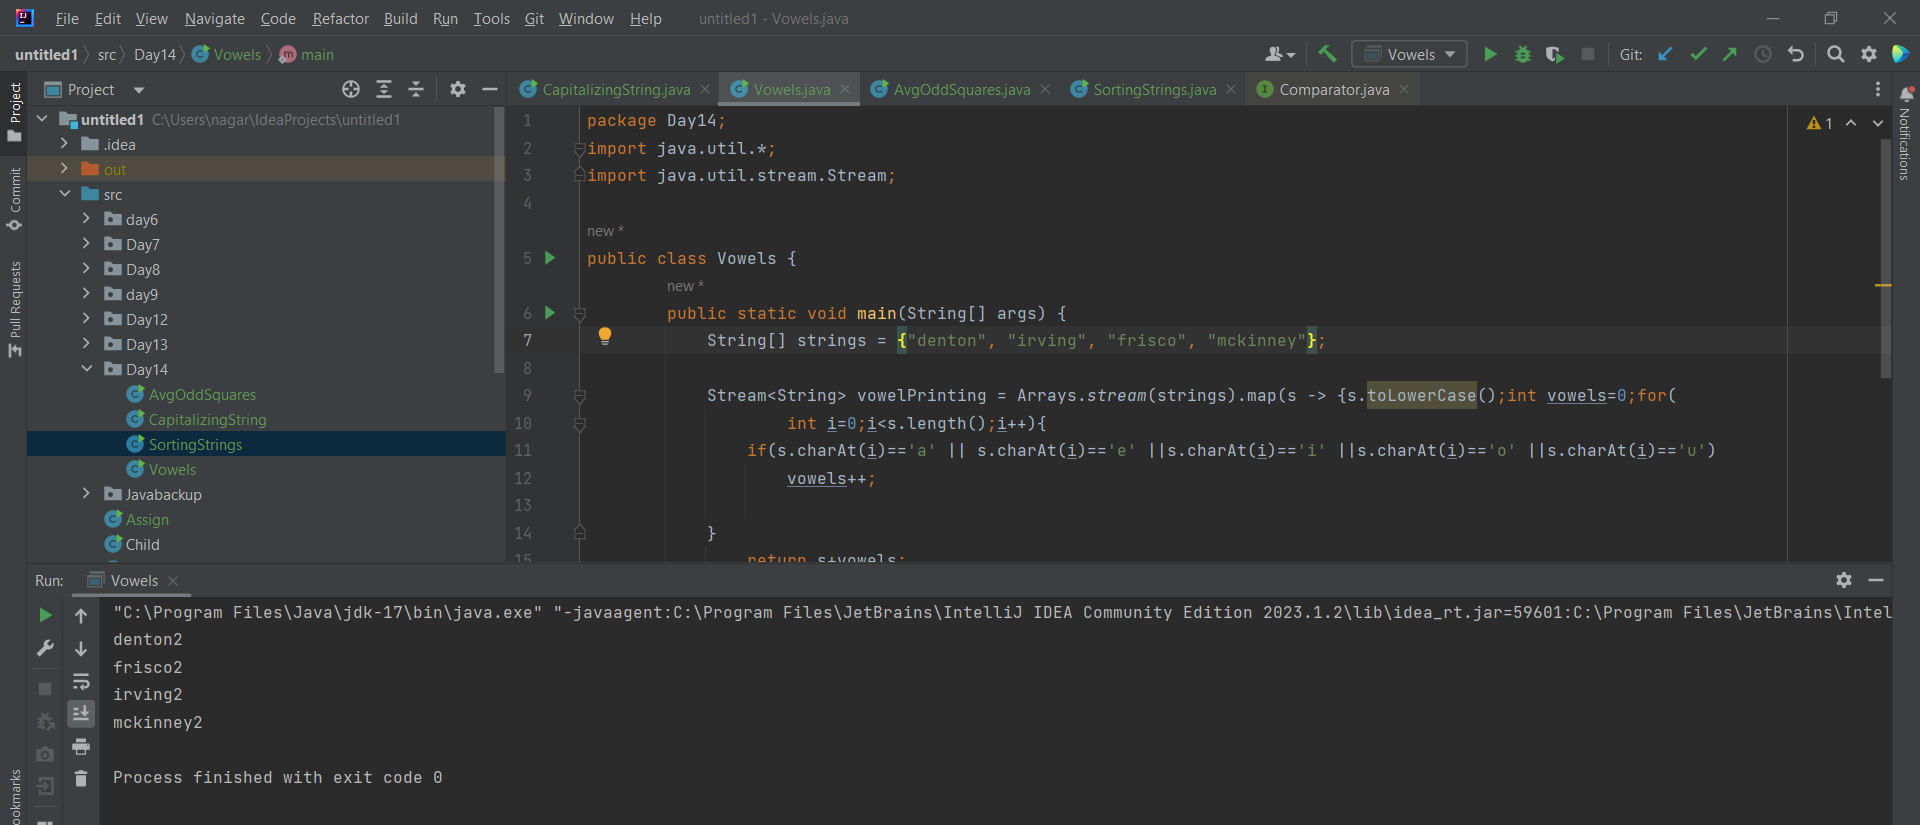 File Edit View Navigate Code Refactor Build Run Tools Git Window Help untitled1 - Vowels.java
untitled1 src Day14 Vowels main
Vowels Git:
Project
Commit
Pull Requests
ookmarks
Notifications
Project
untitled1 C:\Users\nagar\IdeaProjects\untitled1
.idea
out
src
day6
Day7
Day8
day9
Day12
Day13
Day14
AvgOddSquares
CapitalizingString
SortingStrings
Vowels
Javabackup
Assign
Child
CapitalizingString.java Vowels.java AvgOddSquares.java SortingStrings.java Comparator.java
1 package Day14;
2 import java.util.*;
3 import java.util.stream.Stream;
4
new *
5 public class Vowels {
new *
6 public static void main(String[] args) {
7 String[] strings = {"denton", "irving", "frisco", "mckinney"};
8
9 Stream<String> vowelPrinting = Arrays.stream(strings).map(s -> {s.toLowerCase();int vowels=0;for(
10 int i=0;i<s.length();i++){
11 if(s.charAt(i)=='a' || s.charAt(i)=='e' ||s.charAt(i)=='i' ||s.charAt(i)=='o' ||s.charAt(i)=='u')
12 vowels++;
13
14 }
15 return s+vowels;
1
Run: Vowels
"C:\Program Files\Java\jdk-17\bin\java.exe" "-javaagent:C:\Program Files\JetBrains\IntelliJ IDEA Community Edition 2023.1.2\lib\idea_rt.jar=59601:C:\Program Files\JetBrains\Intel
denton2
frisco2
irving2
mckinney2
Process finished with exit code 0